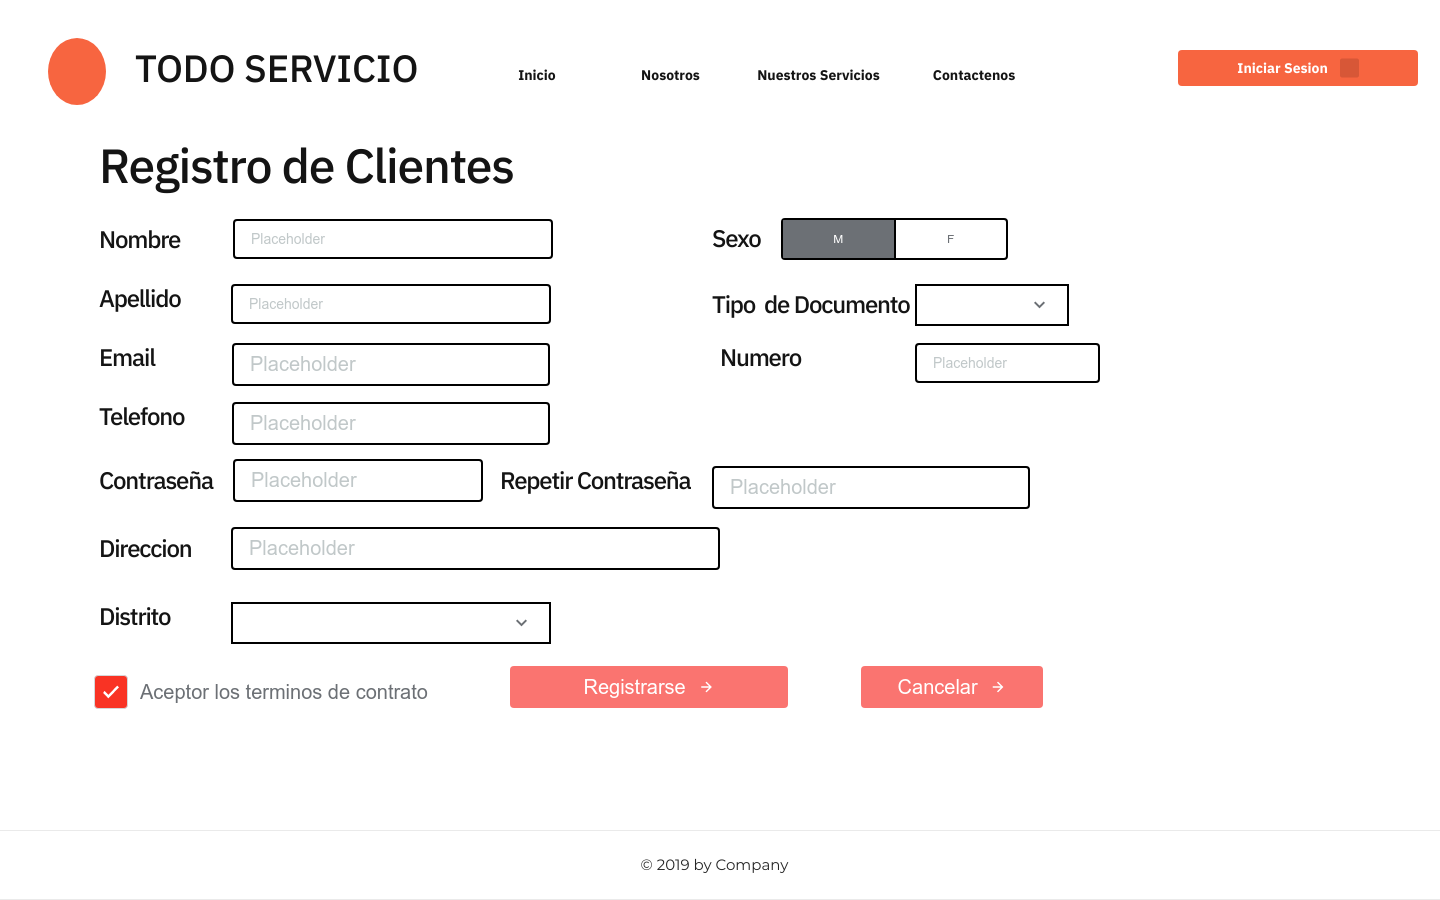 TODO SERVICIO
Inicio
Nosotros
Nuestros Servicios
Contactenos
Iniciar Sesion
Registro de Clientes
Nombre
Placeholder
Sexo
M
F
Apellido
Placeholder
Tipo de Documento
Email
Placeholder
Numero
Placeholder
Telefono
Placeholder
Contraseña
Placeholder
Repetir Contraseña
Placeholder
Direccion
Placeholder
Distrito
Aceptor los terminos de contrato
Registrarse
Cancelar
© 2019 by Company